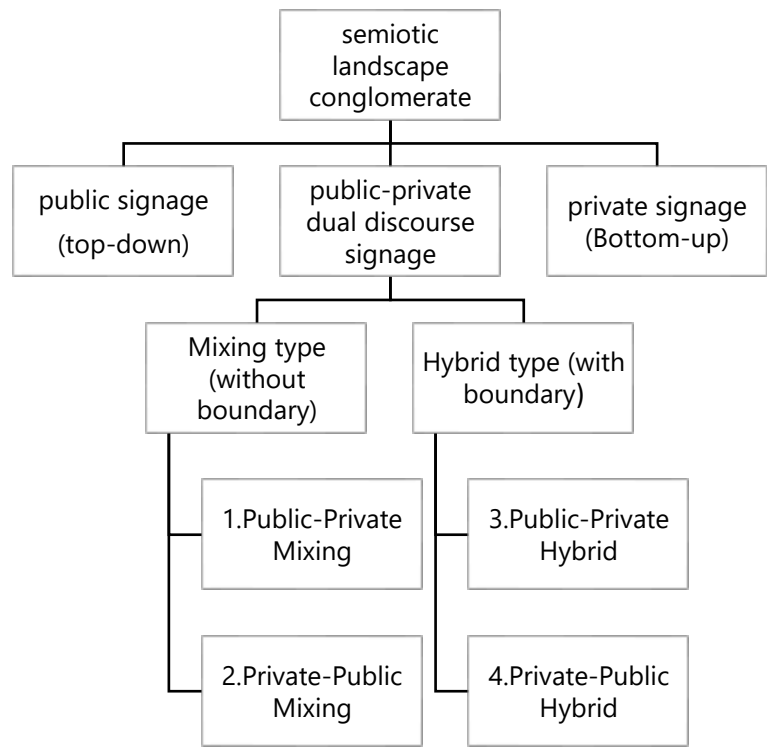 semiotic
landscape
conglomerate
public signage
(top-down)
public-private
dual discourse
signage
private signage
(Bottom-up)
Mixing type
(without
boundary)
Hybrid type (with
boundary)
1.Public-Private
Mixing
3.Public-Private
Hybrid
2.Private-Public
Mixing
4.Private-Public
Hybrid